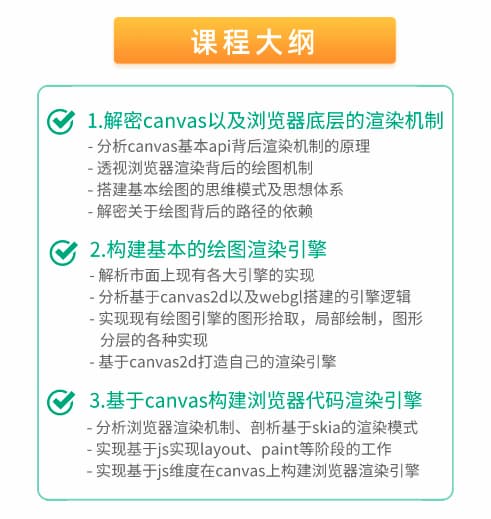 课程大纲
1.解密canvas以及浏览器底层的渲染机制
- 分析canvas基本api背后渲染机制的原理
- 透视浏览器渲染背后的绘图机制
- 搭建基本绘图的思维模式及思想体系
- 解密关于绘图背后的路径的依赖
2.构建基本的绘图渲染引擎
- 解析市面上现有各大引擎的实现
- 分析基于canvas2d以及webgl搭建的引擎逻辑
- 实现现有绘图引擎的图形拾取，局部绘制，图形
分层的各种实现
- 基于canvas2d打造自己的渲染引擎
3.基于canvas构建浏览器代码渲染引擎
- 分析浏览器渲染机制、剖析基于skia的渲染模式
- 实现基于js实现layout、paint等阶段的工作
- 实现基于js维度在canvas上构建浏览器渲染引擎